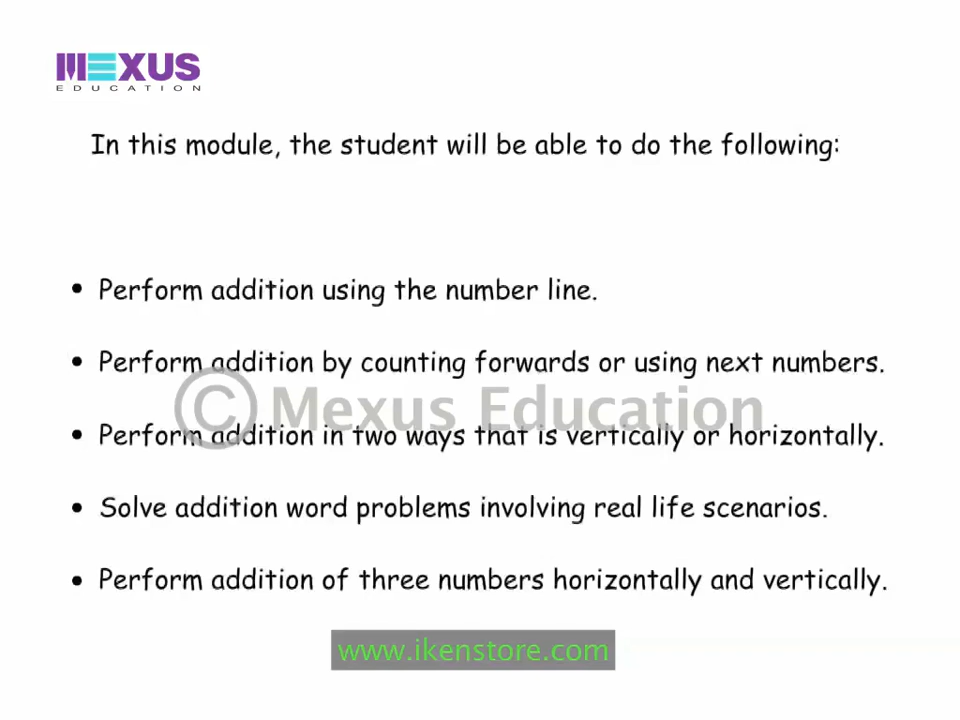 MEXUS
EDUCATION
In this module, the student will be able to do the following:
• Perform addition using the number line.
• Perform addition by counting forwards or using next numbers.
© Mexus Education
• Perform addition in two ways that is vertically or horizontally.
• Solve addition word problems involving real life scenarios.
• Perform addition of three numbers horizontally and vertically.
www.ikenstore.com